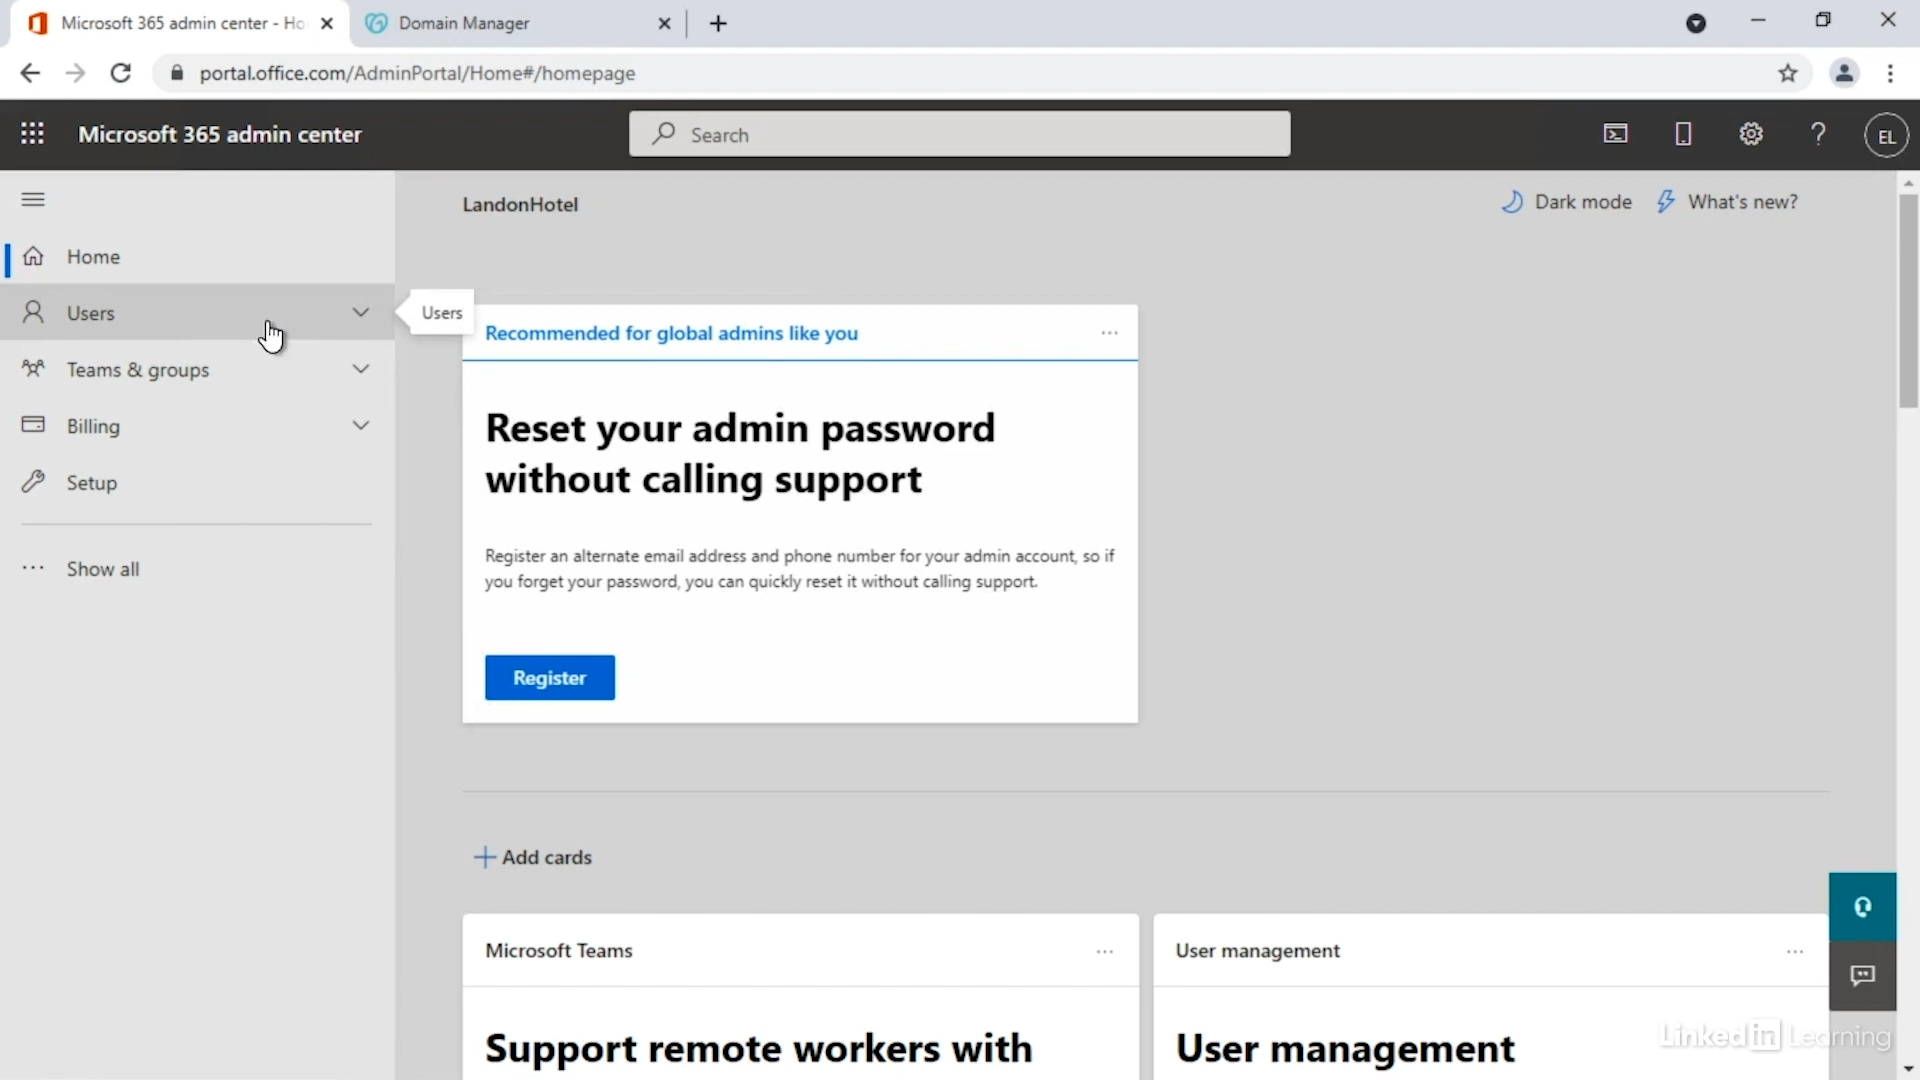 Microsoft 365 admin center - Ho
Domain Manager
portal.office.com/AdminPortal/Home#/homepage
Microsoft 365 admin center
Search
EL
LandonHotel
Dark mode
What's new?
Home
Users
Users
Teams & groups
Billing
Setup
Show all
Recommended for global admins like you
Reset your admin password
without calling support
Register an alternate email address and phone number for your admin account, so if
you forget your password, you can quickly reset it without calling support.
Register
Add cards
Microsoft Teams
User management
Support remote workers with
User management
Linked in Learning